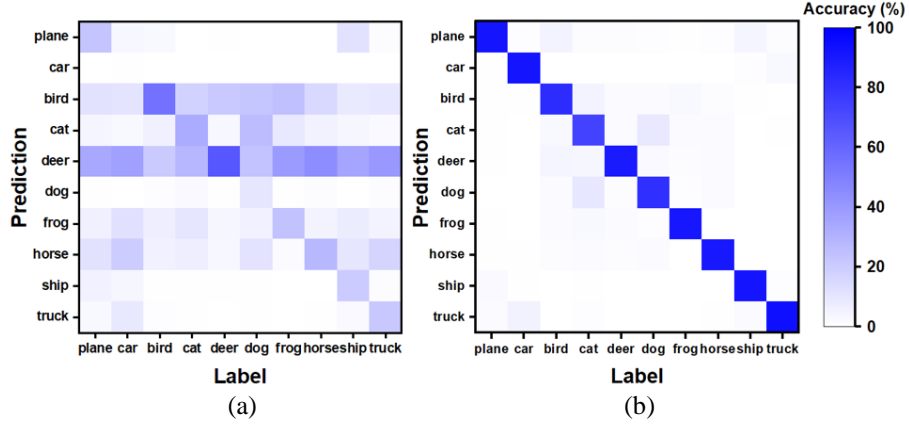 Accuracy (%)
plane
car
bird
cat
deer
dog
frog
horse
ship
truck
Prediction
plane car bird cat deer dog frog horse ship truck
Label
(a)
plane
car
bird
cat
deer
dog
frog
horse
ship
truck
Prediction
plane car bird cat deer dog frog horse ship truck
Label
(b)
100
80
60
40
20
0